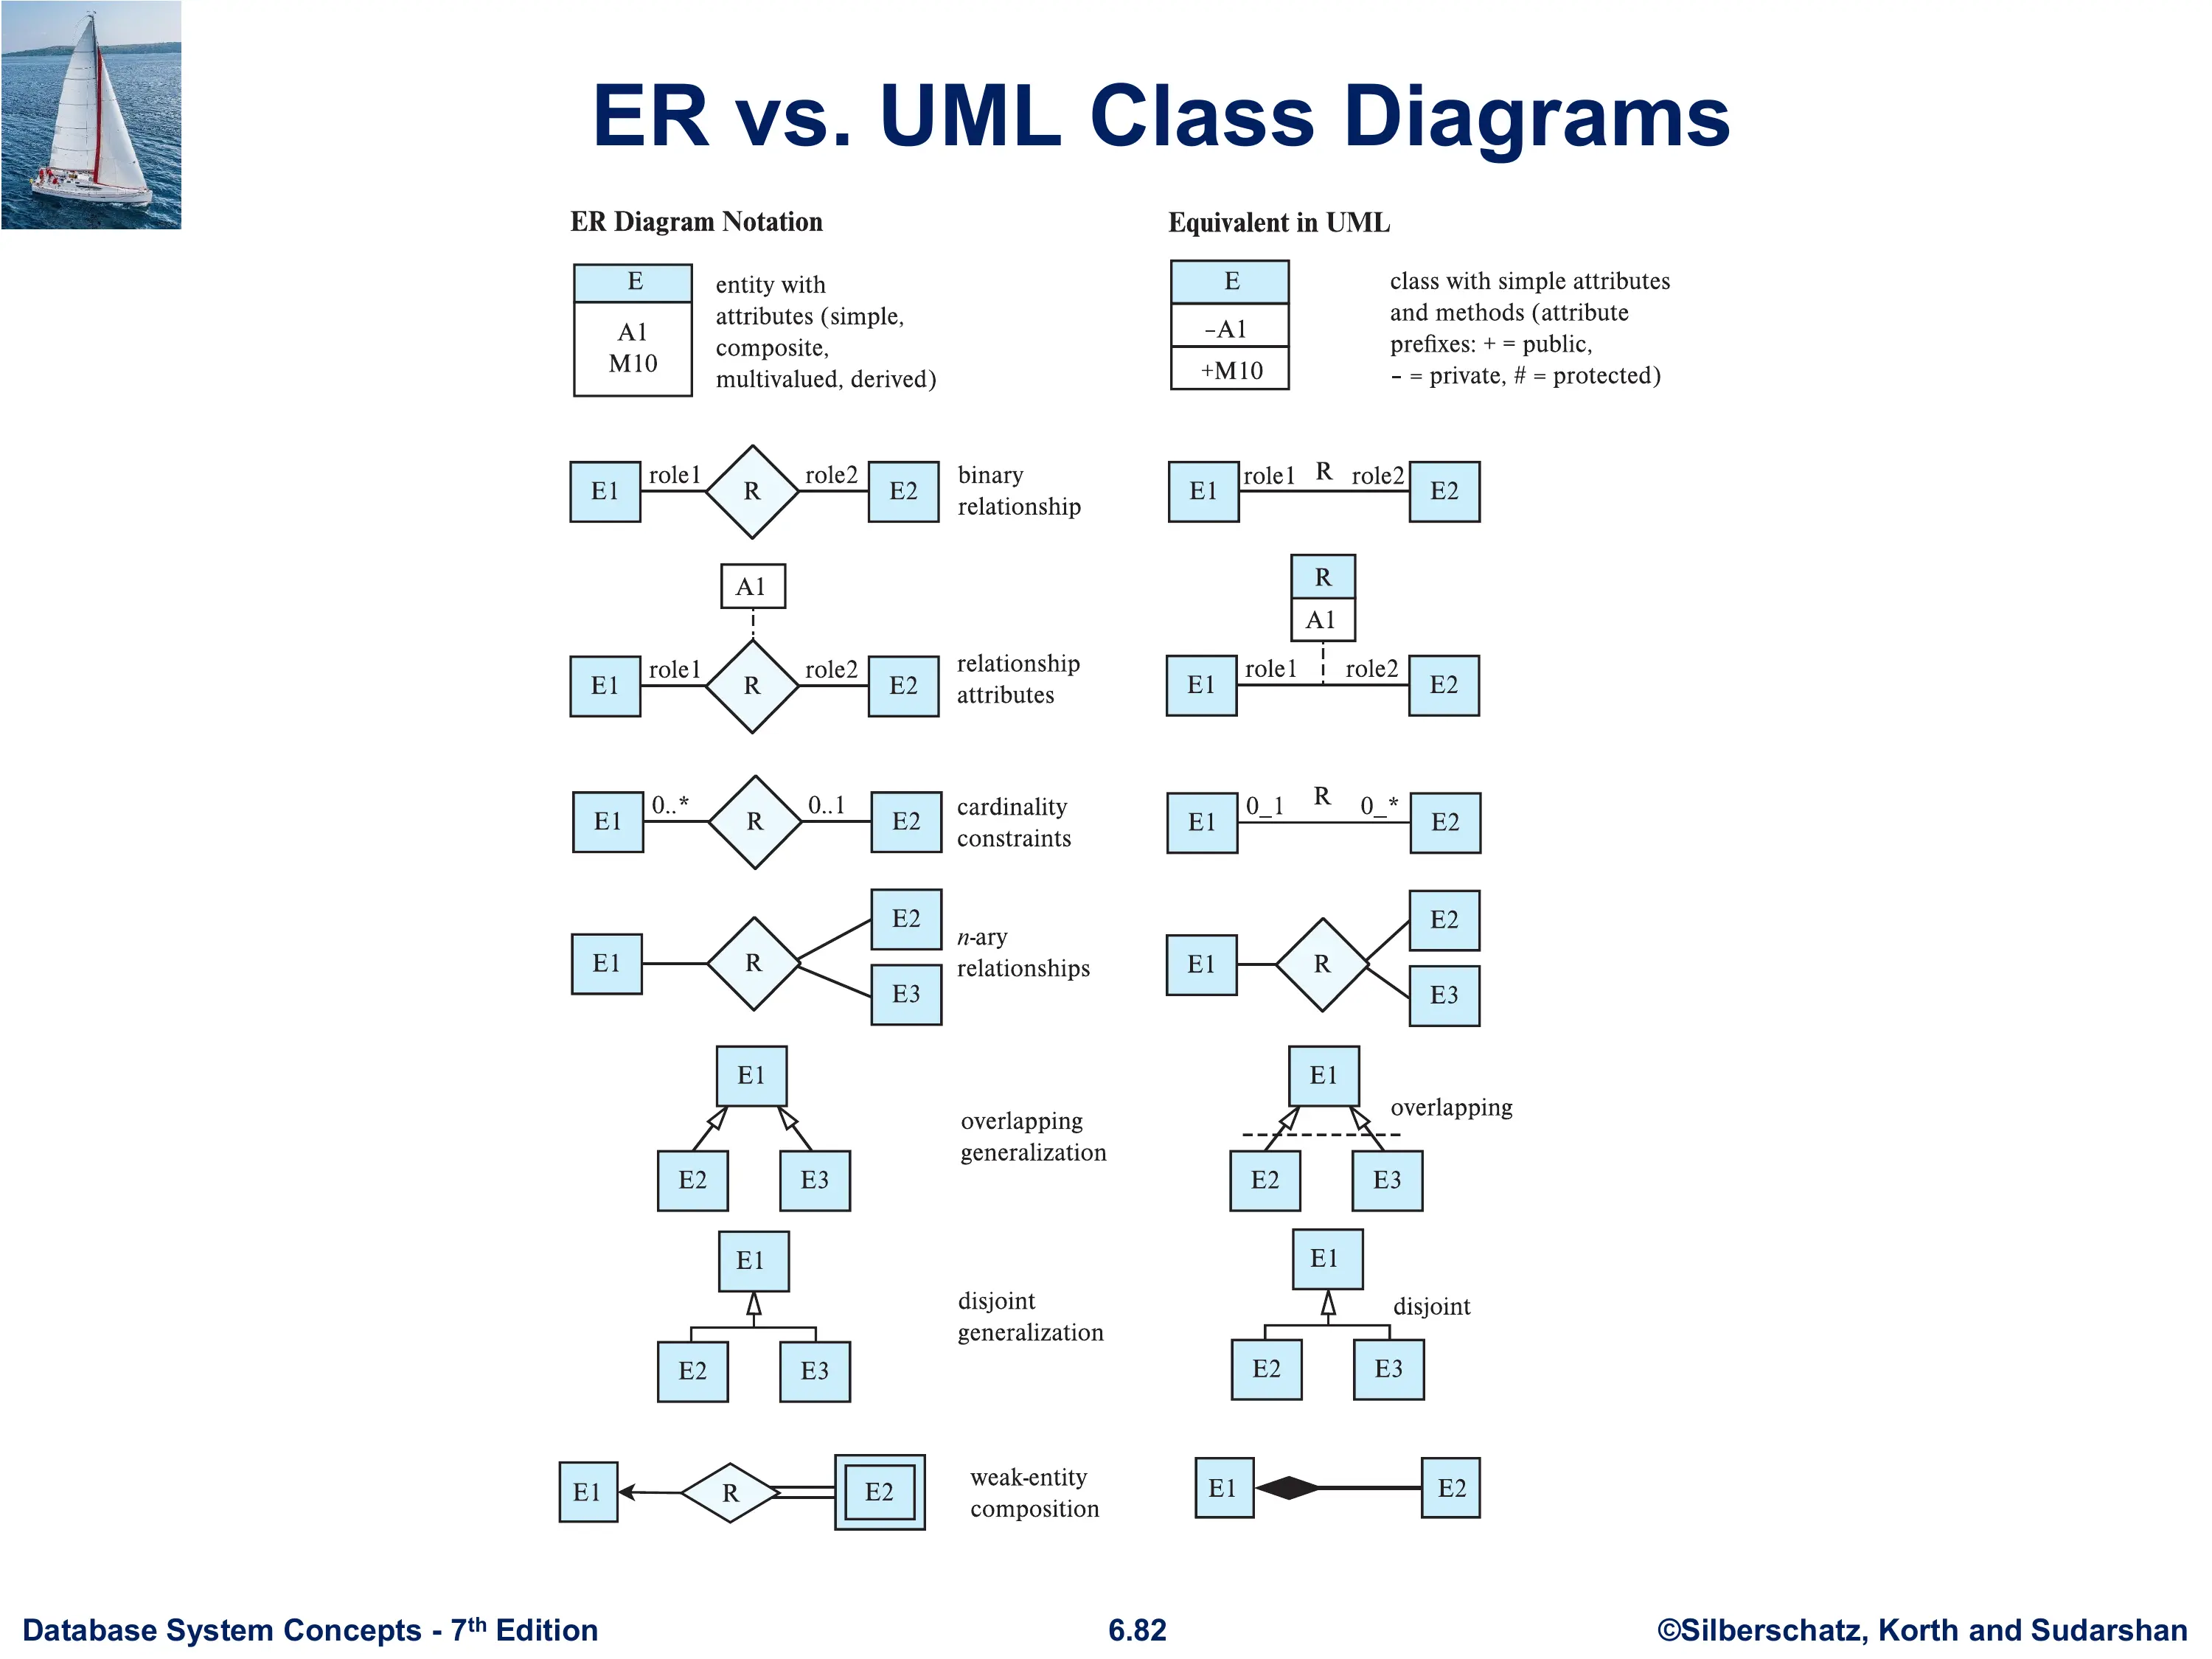 ER vs. UML Class Diagrams
ER Diagram Notation
Equivalent in UML
E
A1
M10
entity with
attributes (simple,
composite,
multivalued, derived)
E
–A1
+M10
class with simple attributes
and methods (attribute
prefixes: + = public,
– = private, # = protected)
E1 role1 R role2 E2
binary
relationship
E1 role1 R role2 E2
A1
E1 role1 R role2 E2
relationship
attributes
R
A1
E1 role1 role2 E2
E1 0..* R 0..1 E2
cardinality
constraints
E1 0_1 R 0_* E2
E2
E1 R
E3
n-ary
relationships
E2
E1 R
E3
E1
E2 E3
overlapping
generalization
E1
overlapping
E2 E3
E1
E2 E3
disjoint
generalization
E1
disjoint
E2 E3
E1 R E2
weak-entity
composition
E1 E2
Database System Concepts - 7th Edition
6.82
©Silberschatz, Korth and Sudarshan